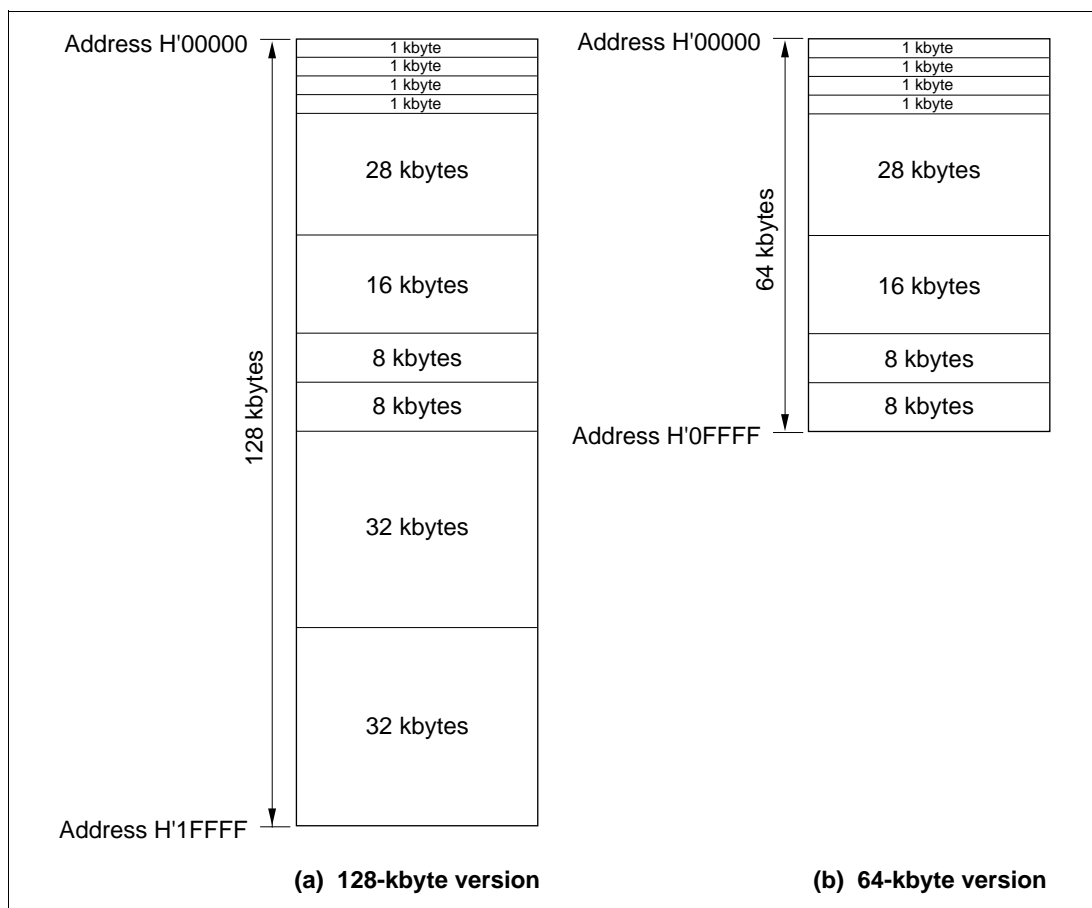 Address H'00000
1 kbyte
1 kbyte
1 kbyte
1 kbyte
28 kbytes
16 kbytes
8 kbytes
8 kbytes
32 kbytes
32 kbytes
128 kbytes
Address H'1FFFF
(a) 128-kbyte version
Address H'00000
1 kbyte
1 kbyte
1 kbyte
1 kbyte
28 kbytes
16 kbytes
8 kbytes
8 kbytes
64 kbytes
Address H'0FFFF
(b) 64-kbyte version